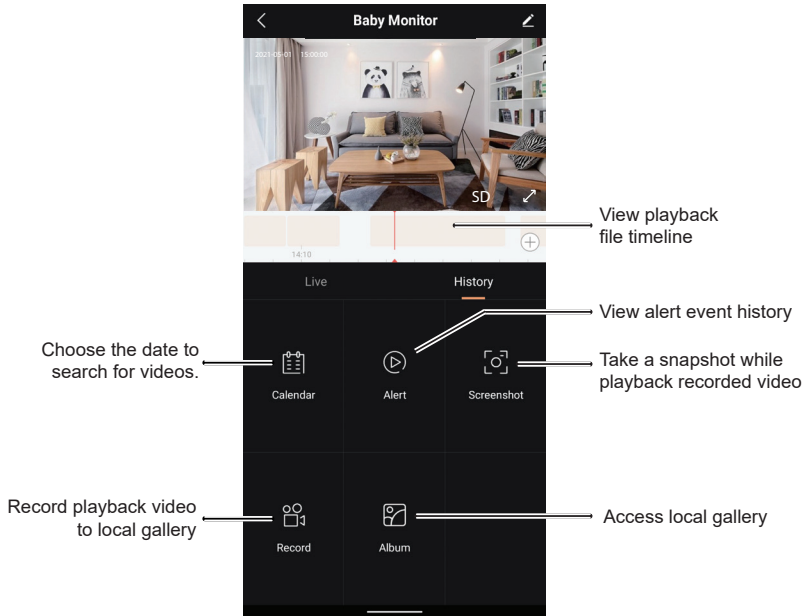 Baby Monitor
2021-05-01 15:00:00
SD
View playback
file timeline
14:10
Live
History
View alert event history
Choose the date to
search for videos.
Take a snapshot while
playback recorded video
Calendar
Alert
Screenshot
Record playback video
to local gallery
Access local gallery
Record
Album